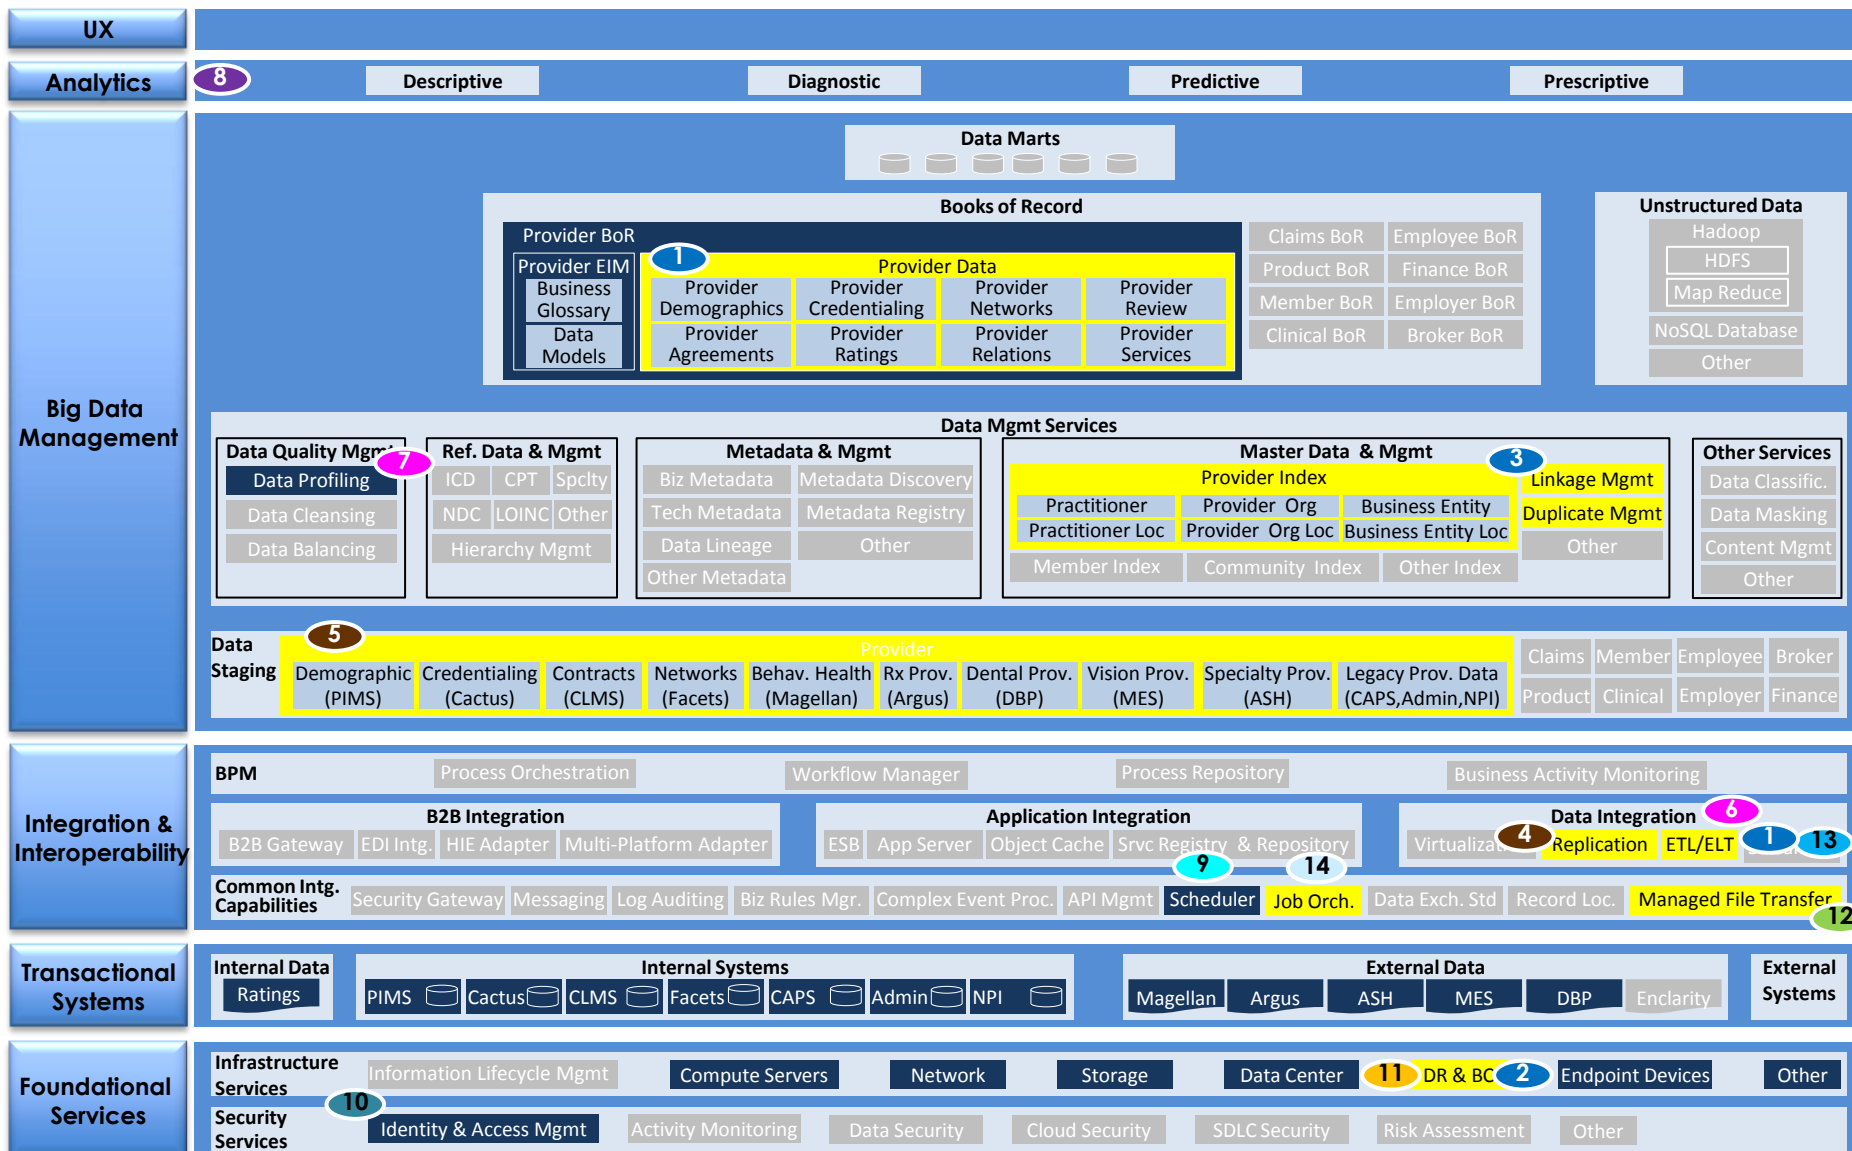 UX
Analytics
8
Descriptive
Diagnostic
Predictive
Prescriptive
Big Data
Management
Data Marts
Books of Record
Provider BoR
Provider EIM
Business
Glossary
Data
Models
1
Provider Data
Provider
Demographics
Provider
Credentialing
Provider
Networks
Provider
Review
Provider
Agreements
Provider
Ratings
Provider
Relations
Provider
Services
Claims BoR
Employee BoR
Product BoR
Finance BoR
Member BoR
Employer BoR
Clinical BoR
Broker BoR
Unstructured Data
Hadoop
HDFS
Map Reduce
NoSQL Database
Other
Data Mgmt Services
Data Quality Mgmt
7
Data Profiling
Data Cleansing
Data Balancing
Ref. Data & Mgmt
ICD
CPT
Spclty
NDC
LOINC
Other
Hierarchy Mgmt
Metadata & Mgmt
Biz Metadata
Metadata Discovery
Tech Metadata
Metadata Registry
Data Lineage
Other
Other Metadata
Master Data & Mgmt
3
Provider Index
Practitioner
Provider Org
Business Entity
Practitioner Loc
Provider Org Loc
Business Entity Loc
Linkage Mgmt
Duplicate Mgmt
Other
Member Index
Community Index
Other Index
Other Services
Data Classific.
Data Masking
Content Mgmt
Other
Data
Staging
5
Provider
Demographic
(PIMS)
Credentialing
(Cactus)
Contracts
(CLMS)
Networks
(Facets)
Behav. Health
(Magellan)
Rx Prov.
(Argus)
Dental Prov.
(DBP)
Vision Prov.
(MES)
Specialty Prov.
(ASH)
Legacy Prov. Data
(CAPS,Admin,NPI)
Claims
Member
Employee
Broker
Product
Clinical
Employer
Finance
Integration &
Interoperability
BPM
Process Orchestration
Workflow Manager
Process Repository
Business Activity Monitoring
B2B Integration
B2B Gateway
EDI Intg.
HIE Adapter
Multi-Platform Adapter
Application Integration
ESB
App Server
Object Cache
Srvc Registry & Repository
Data Integration
6
4
Replication
ETL/ELT
1
13
Common Intg.
Capabilities
Security Gateway
Messaging
Log Auditing
Biz Rules Mgr.
Complex Event Proc.
API Mgmt
9
Scheduler
14
Job Orch.
Data Exch. Std
Record Loc.
Managed File Transfer
12
Transactional
Systems
Internal Data
Ratings
Internal Systems
PIMS
Cactus
CLMS
Facets
CAPS
Admin
NPI
External Data
Magellan
Argus
ASH
MES
DBP
Enclarity
External
Systems
Foundational
Services
Infrastructure
Services
Information Lifecycle Mgmt
Compute Servers
Network
Storage
Data Center
11
DR & BC
2
Endpoint Devices
Other
Security
Services
10
Identity & Access Mgmt
Activity Monitoring
Data Security
Cloud Security
SDLC Security
Risk Assessment
Other